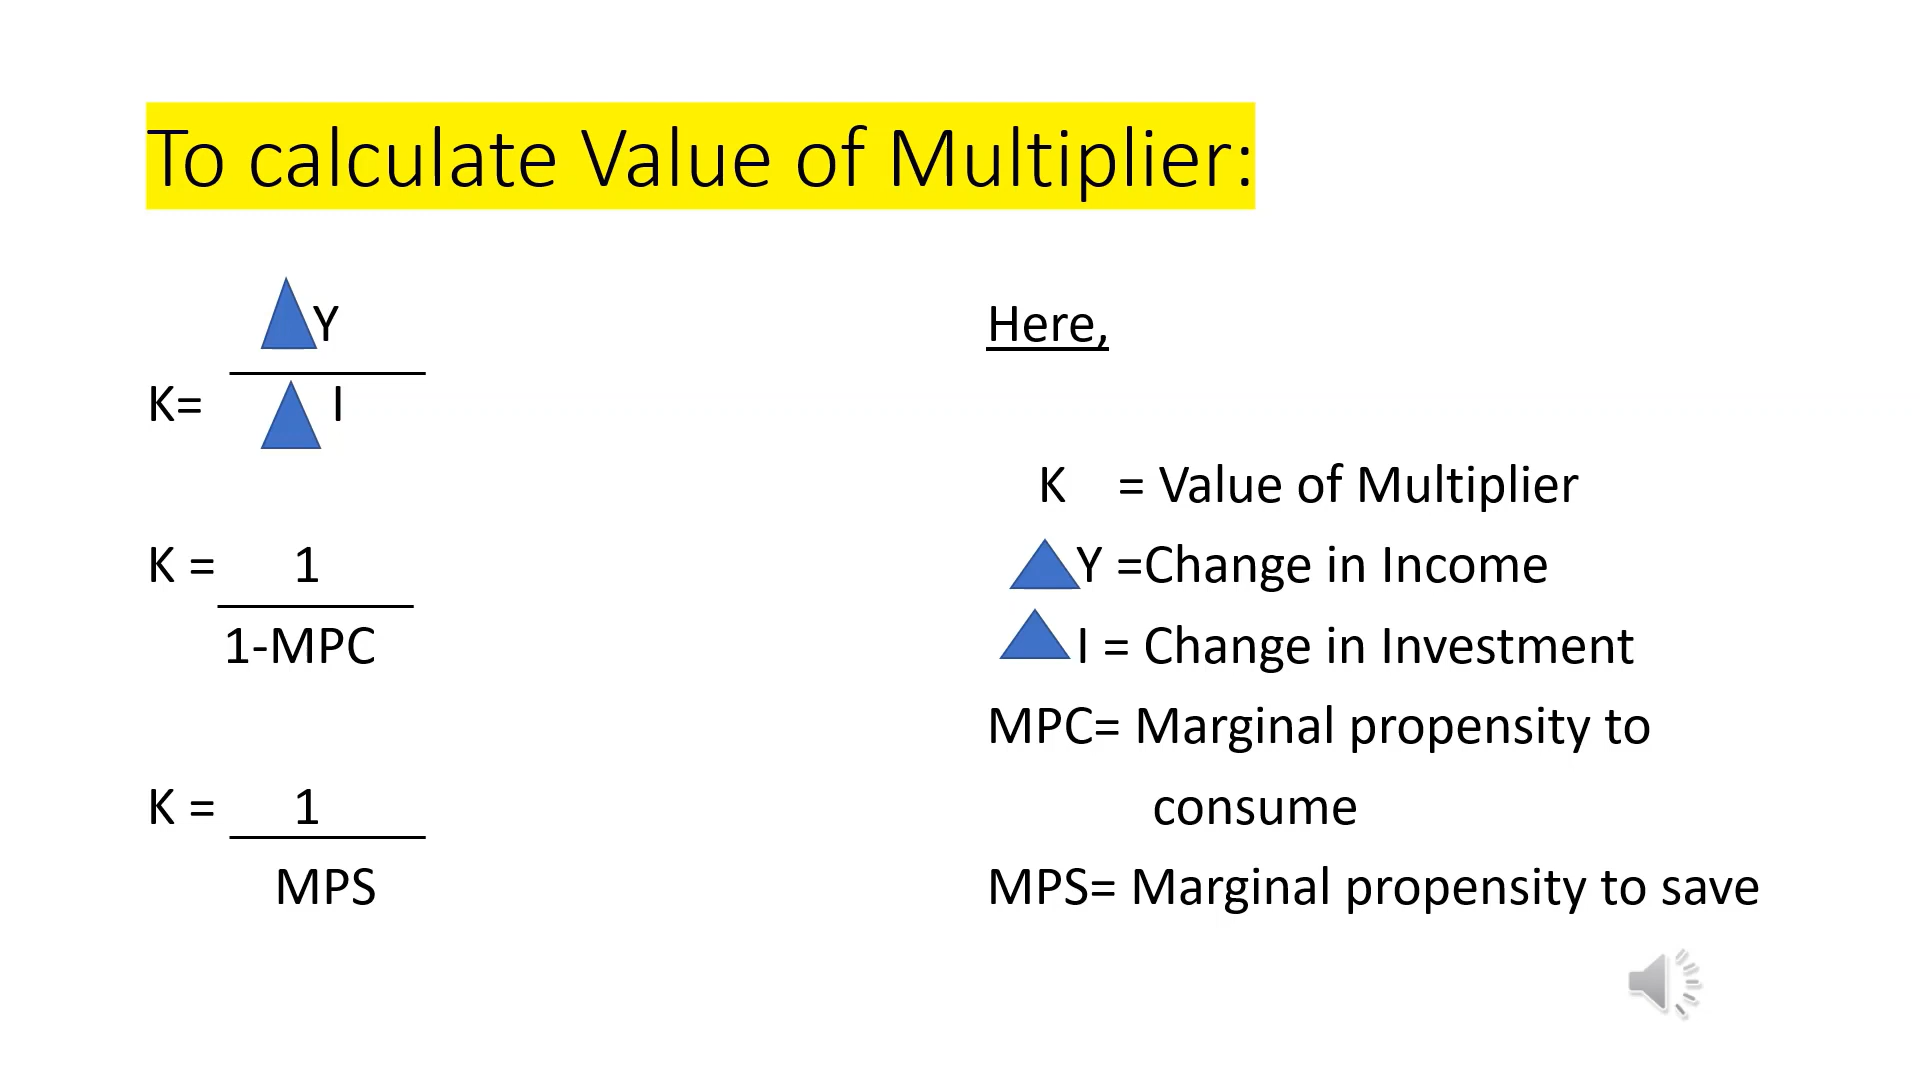 To calculate Value of Multiplier:
Y
K= I
K = 1
1-MPC
K = 1
MPS
Here,
K = Value of Multiplier
Y =Change in Income
I = Change in Investment
MPC= Marginal propensity to
consume
MPS= Marginal propensity to save